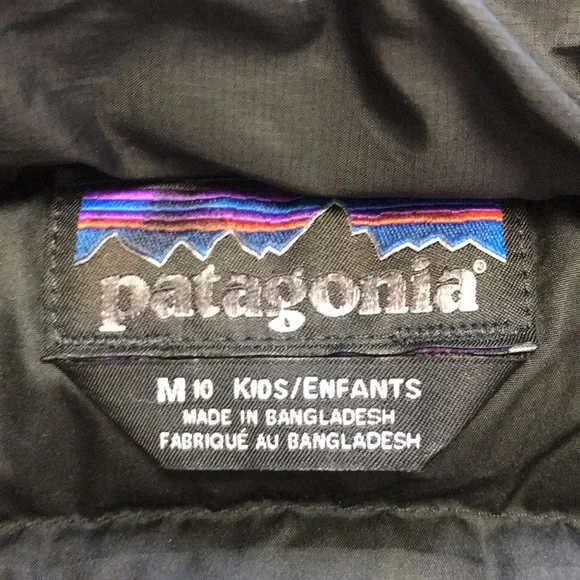 patagonia®
M 10 KIDS/ENFANTS
MADE IN BANGLADESH
FABRIQUÉ AU BANGLADESH